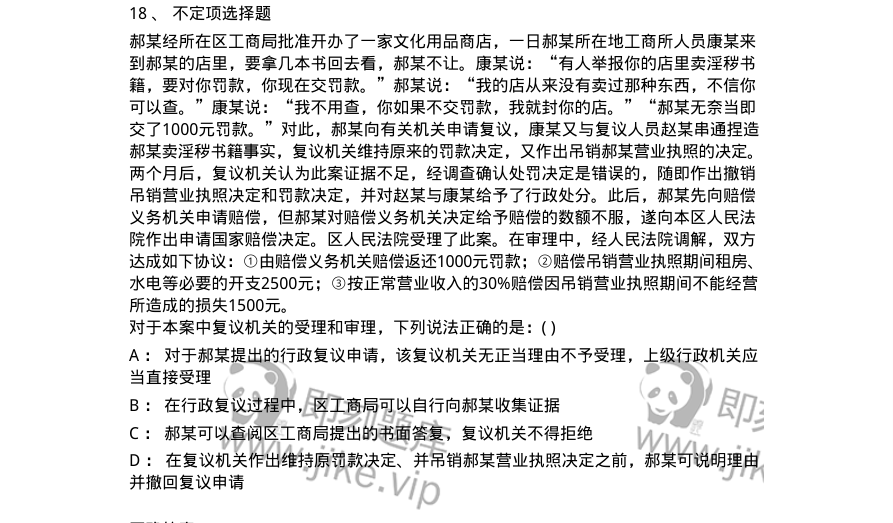 18 、 不定项选择题
郝某经所在区工商局批准开办了一家文化用品商店，一日郝某所在地工商所人员康某来
到郝某的店里，要拿几本书回去看，郝某不让。康某说：“有人举报你的店里卖淫秽书
籍，要对你罚款，你现在交罚款。”郝某说：“我的店从来没有卖过那种东西，不信你
可以查。”康某说：“我不用查，你如果不交罚款，我就封你的店。”“郝某无奈当即
交了1000元罚款。”对此，郝某向有关机关申请复议，康某又与复议人员赵某串通捏造
郝某卖淫秽书籍事实，复议机关维持原来的罚款决定，又作出吊销郝某营业执照的决定。
两个月后，复议机关认为此案证据不足，经调查确认处罚决定是错误的，随即作出撤销
吊销营业执照决定和罚款决定，并对赵某与康某给予了行政处分。此后，郝某先向赔偿
义务机关申请赔偿，但郝某对赔偿义务机关决定给予赔偿的数额不服，遂向本区人民法
院作出申请国家赔偿决定。区人民法院受理了此案。在审理中，经人民法院调解，双方
达成如下协议：①由赔偿义务机关赔偿返还1000元罚款；②赔偿吊销营业执照期间租房、
水电等必要的开支2500元；③按正常营业收入的30%赔偿因吊销营业执照期间不能经营
所造成的损失1500元。
对于本案中复议机关的受理和审理，下列说法正确的是：( )
A ： 对于郝某提出的行政复议申请，该复议机关无正当理由不予受理，上级行政机关应
当直接受理
B ： 在行政复议过程中，区工商局可以自行向郝某收集证据
C ： 郝某可以查阅区工商局提出的书面答复，复议机关不得拒绝
D ： 在复议机关作出维持原罚款决定、并吊销郝某营业执照决定之前，郝某可说明理由
并撤回复议申请
即刻题库
www.jike.vip